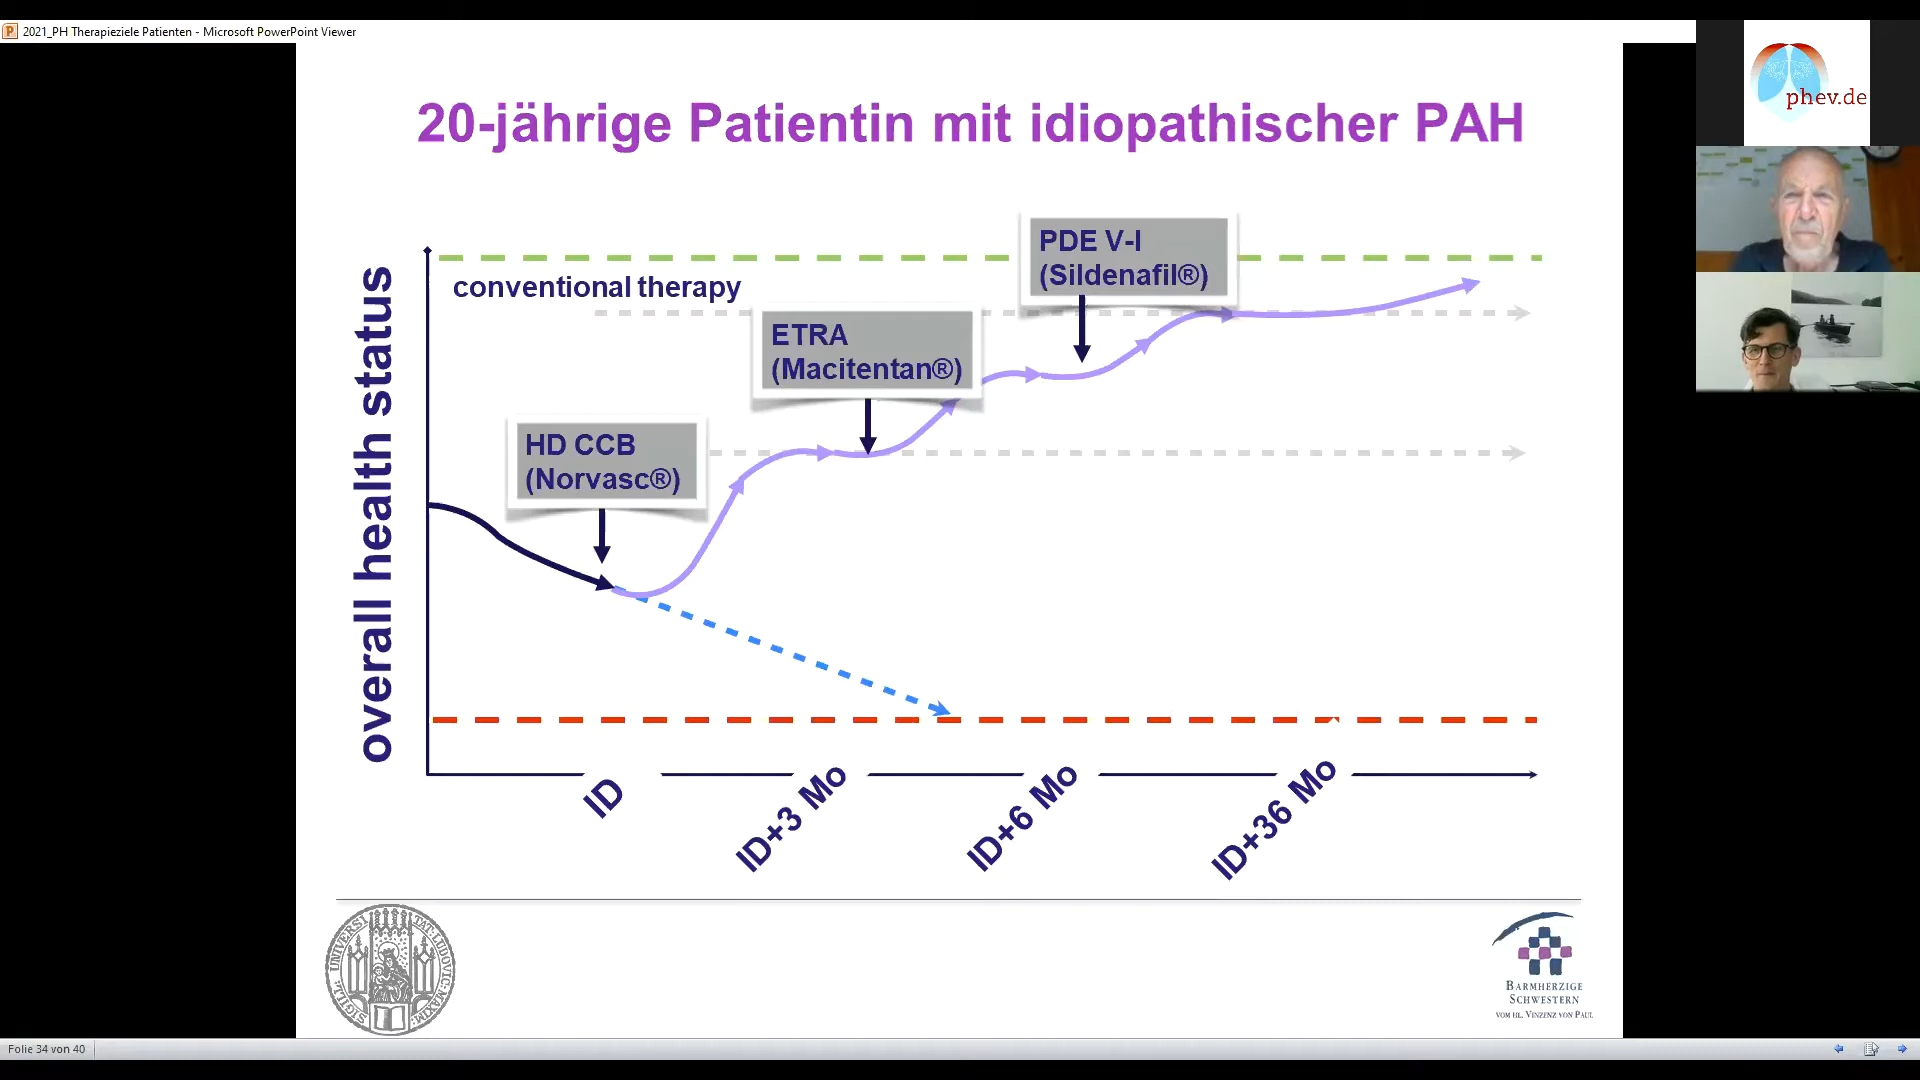 2021_PH Therapieziele Patienten - Microsoft PowerPoint Viewer
phev.de
20-jährige Patientin mit idiopathischer PAH
overall health status
conventional therapy
PDE V-I
(Sildenafil®)
ETRA
(Macitentan®)
HD CCB
(Norvasc®)
ID
ID+3 Mo
ID+6 Mo
ID+36 Mo
BARMHERZIGE
SCHWESTERN
VOM HL. VINZENZ VON PAUL
Folie 34 von 40